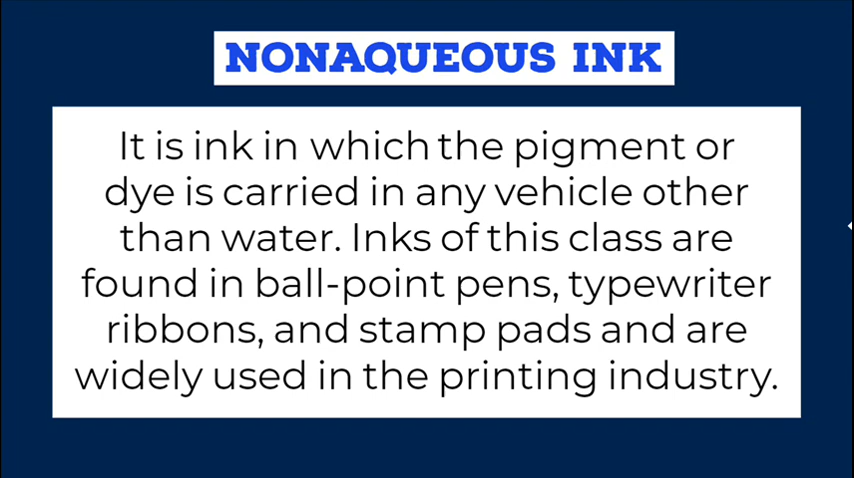 NONAQUEOUS INK
It is ink in which the pigment or
dye is carried in any vehicle other
than water. Inks of this class are
found in ball-point pens, typewriter
ribbons, and stamp pads and are
widely used in the printing industry.